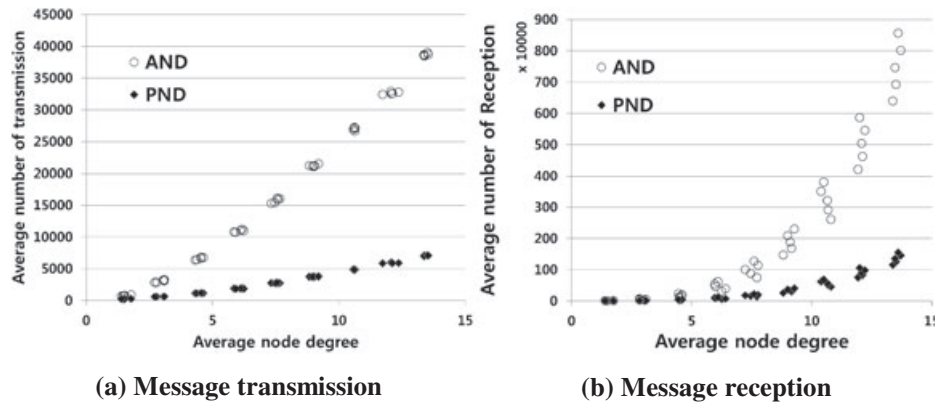 45000
40000
35000
30000
25000
20000
15000
10000
5000
0
Average number of transmission
AND
PND
0 5 10 15
Average node degree
(a) Message transmission
900
800
700
600
500
400
300
200
100
0
x 10000
Average number of Reception
AND
PND
0 5 10 15
Average node degree
(b) Message reception